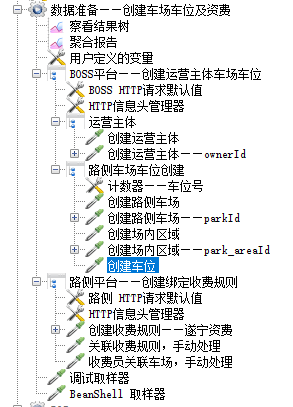 数据准备——创建车场车位及资费
察看结果树
聚合报告
用户定义的变量
BOSS平台——创建运营主体车场车位
BOSS HTTP请求默认值
HTTP信息头管理器
运营主体
创建运营主体
创建运营主体——ownerId
路侧车场车位创建
计数器——车位号
创建路侧车场
创建路侧车场——parkId
创建场内区域
创建场内区域——park_areaId
创建车位
路侧平台——创建绑定收费规则
路侧 HTTP请求默认值
HTTP信息头管理器
创建收费规则——遂宁资费
关联收费规则，手动处理
收费员关联车场，手动处理
调试取样器
BeanShell 取样器